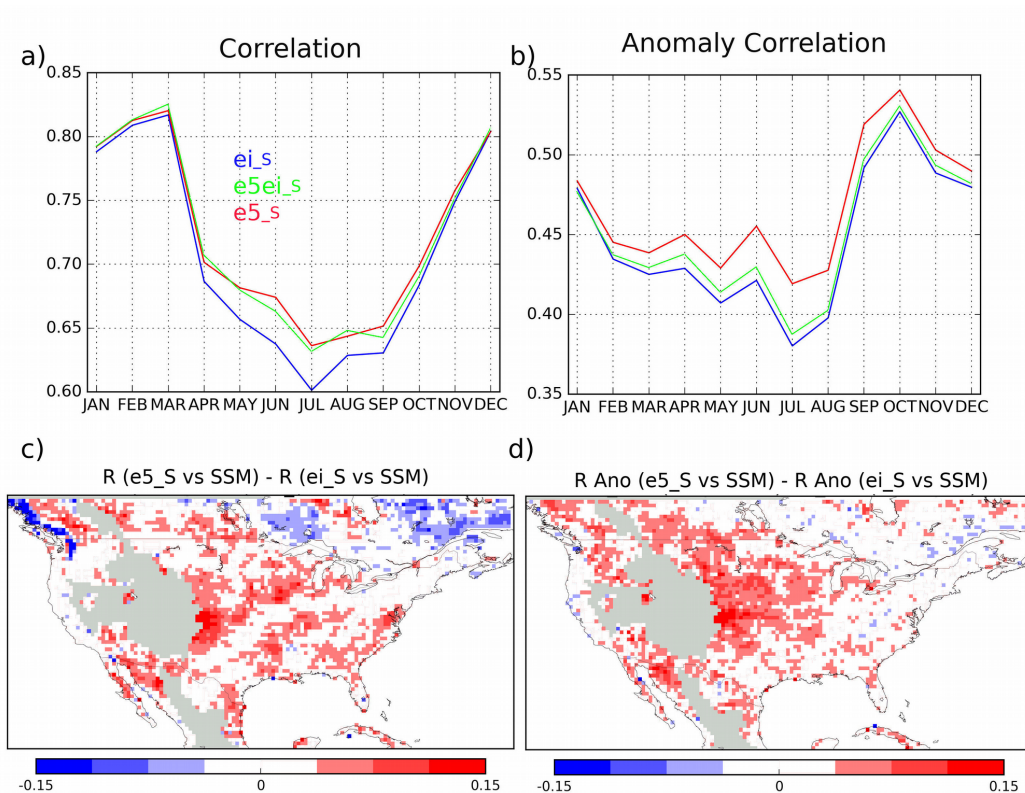 a) Correlation
0.85
0.80
0.75
0.70
0.65
0.60
ei_S
e5ei_S
e5_S
JAN FEB MAR APR MAY JUN JUL AUG SEP OCT NOV DEC
b) Anomaly Correlation
0.55
0.50
0.45
0.40
0.35
JAN FEB MAR APR MAY JUN JUL AUG SEP OCT NOV DEC
c)
R (e5_S vs SSM) - R (ei_S vs SSM)
-0.15 0 0.15
d)
R Ano (e5_S vs SSM) - R Ano (ei_S vs SSM)
-0.15 0 0.15